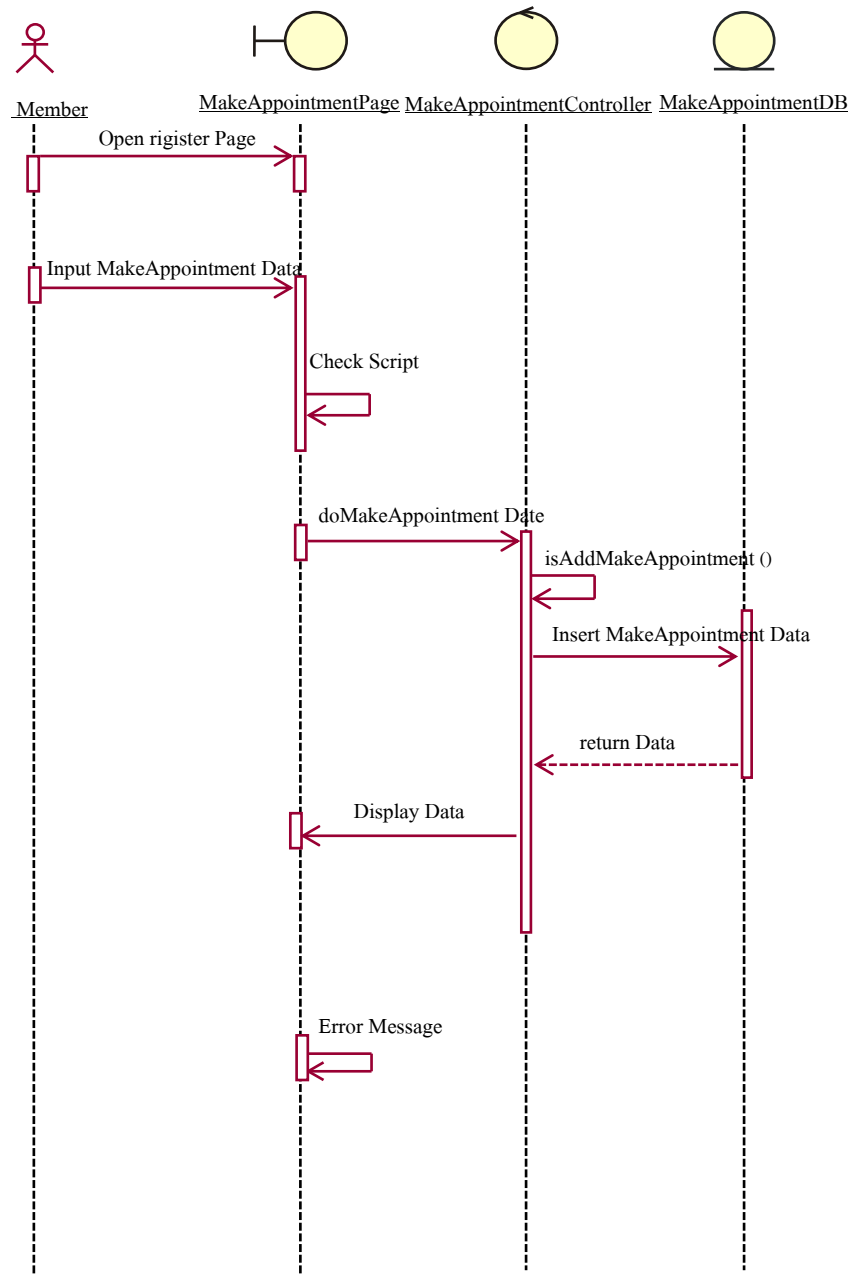 Member
MakeAppointmentPage
MakeAppointmentController
MakeAppointmentDB
Open rigister Page
Input MakeAppointment Data
Check Script
doMakeAppointment Date
isAddMakeAppointment ()
Insert MakeAppointment Data
return Data
Display Data
Error Message